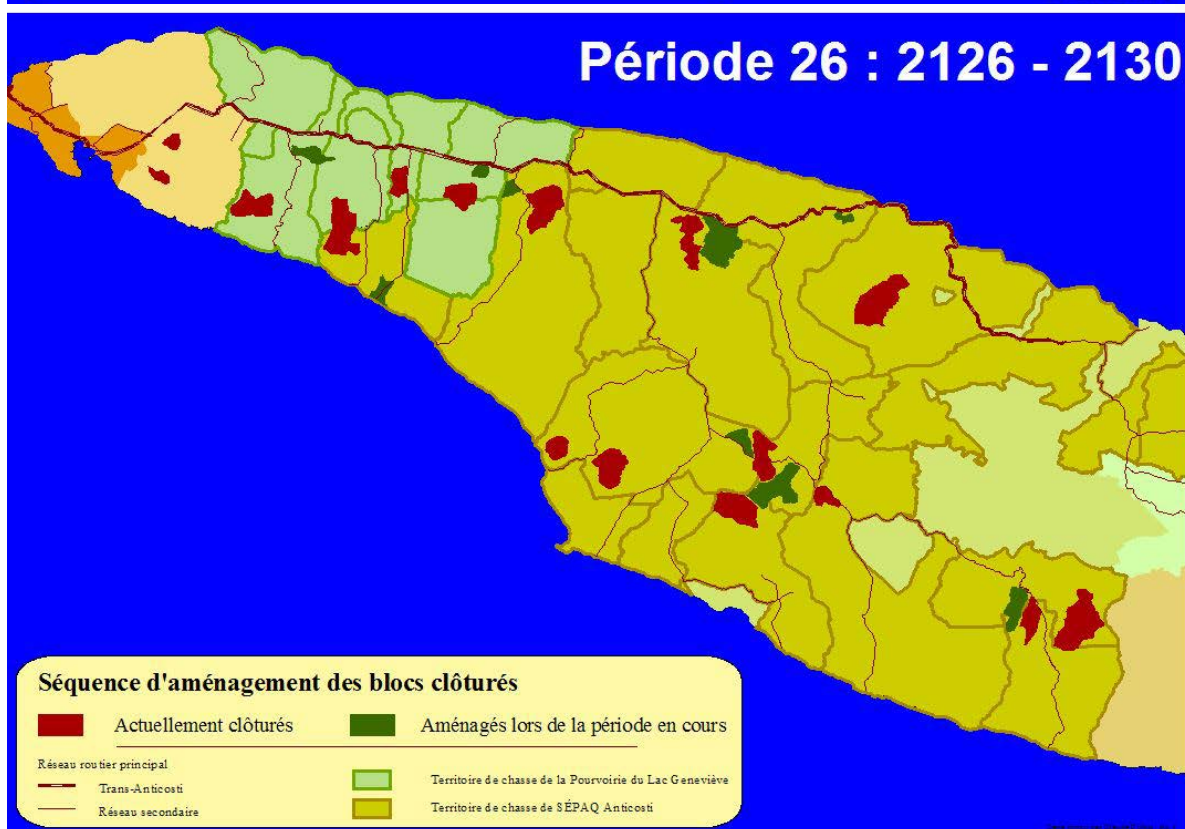 Période 26 : 2126 - 2130
Séquence d'aménagement des blocs clôturés
Actuellement clôturés
Aménagés lors de la période en cours
Réseau routier principal
Trans-Anticosti
Réseau secondaire
Territoire de chasse de la Pourvoirie du Lac Geneviève
Territoire de chasse de SÉPAQ Anticosti